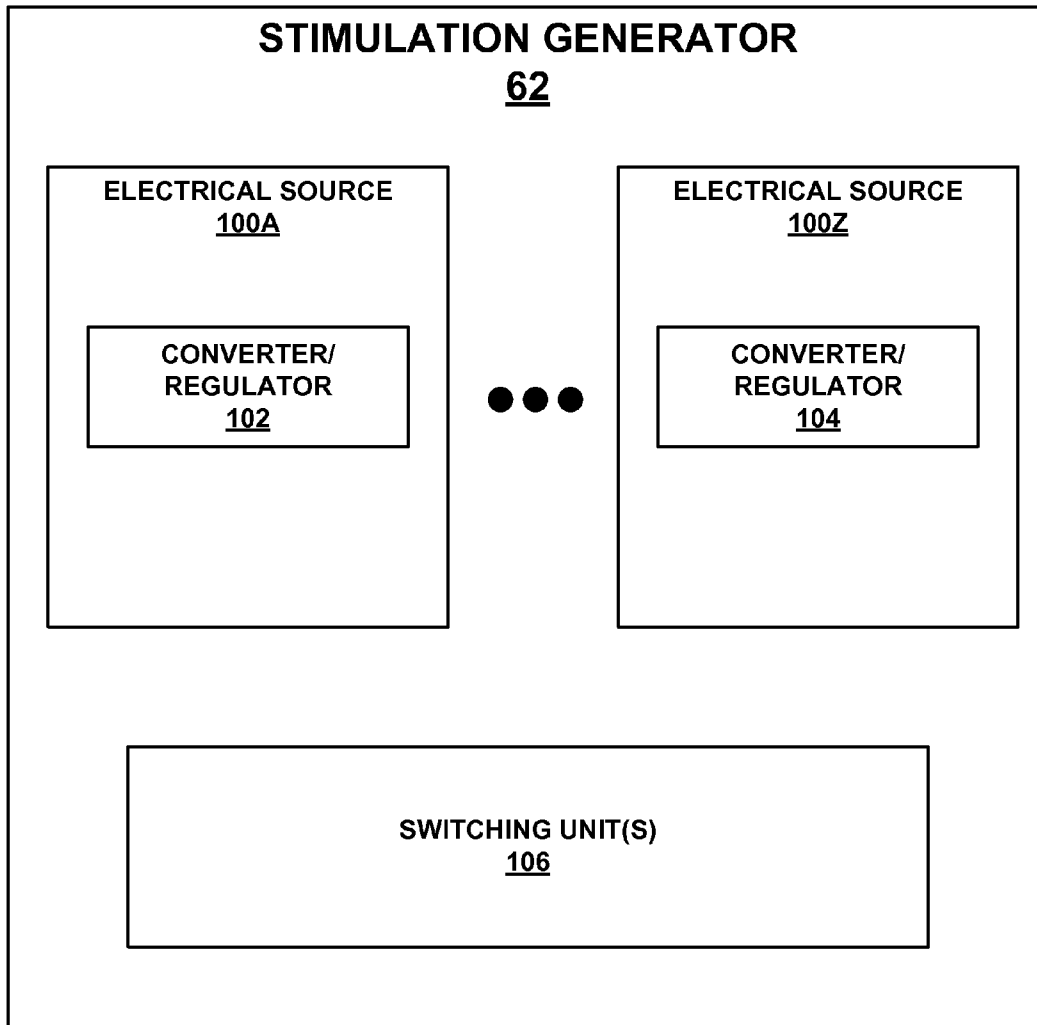 STIMULATION GENERATOR
62
ELECTRICAL SOURCE
100A
CONVERTER/
REGULATOR
102
ELECTRICAL SOURCE
100Z
CONVERTER/
REGULATOR
104
SWITCHING UNIT(S)
106